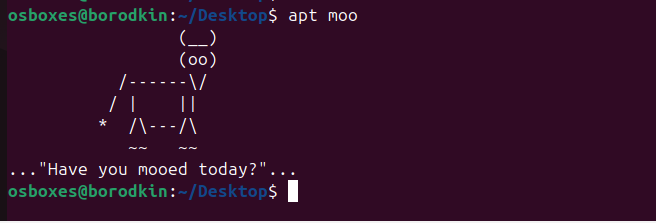 osboxes@borodkin:~/Desktop$ apt moo
                 (__)
                 (oo)
           /------\/
          / |    ||
         *  /\---/\
            ~~   ~~
..."Have you mooed today?"...
osboxes@borodkin:~/Desktop$